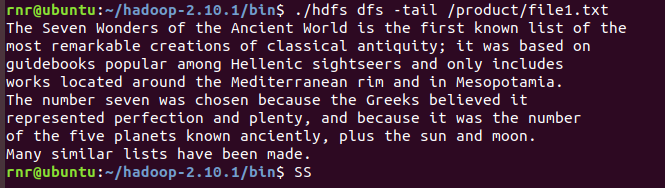 rnr@ubuntu:~/hadoop-2.10.1/bin$ ./hdfs dfs -tail /product/file1.txt
The Seven Wonders of the Ancient World is the first known list of the
most remarkable creations of classical antiquity; it was based on
guidebooks popular among Hellenic sightseers and only includes
works located around the Mediterranean rim and in Mesopotamia.
The number seven was chosen because the Greeks believed it
represented perfection and plenty, and because it was the number
of the five planets known anciently, plus the sun and moon.
Many similar lists have been made.
rnr@ubuntu:~/hadoop-2.10.1/bin$ SS